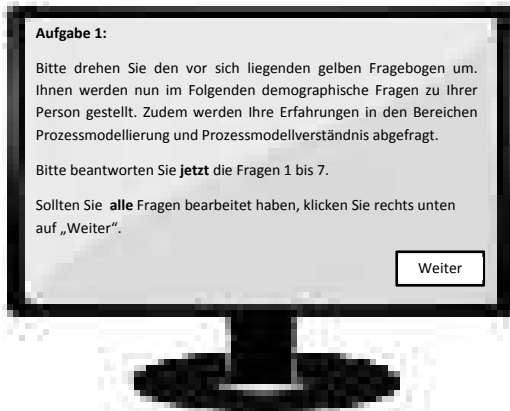 Aufgabe 1:
Bitte drehen Sie den vor sich liegenden gelben Fragebogen um.
Ihnen werden nun im Folgenden demographische Fragen zu Ihrer
Person gestellt. Zudem werden Ihre Erfahrungen in den Bereichen
Prozessmodellierung und Prozessmodellverständnis abgefragt.
Bitte beantworten Sie jetzt die Fragen 1 bis 7.
Sollten Sie alle Fragen bearbeitet haben, klicken Sie rechts unten
auf „Weiter“.
Weiter